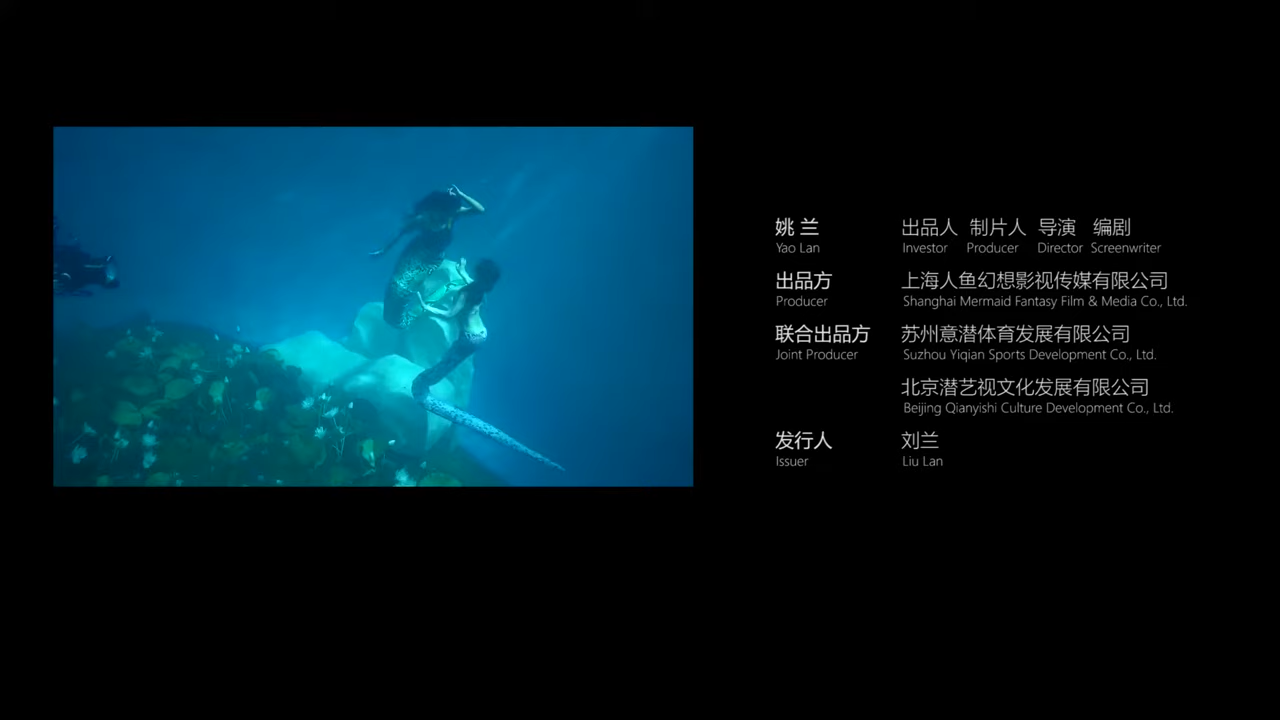 姚 兰 出品人 制片人 导演 编剧
Yao Lan Investor Producer Director Screenwriter
出品方 上海人鱼幻想影视传媒有限公司
Producer Shanghai Mermaid Fantasy Film & Media Co., Ltd.
联合出品方 苏州意潜体育发展有限公司
Joint Producer Suzhou Yiqian Sports Development Co., Ltd.
北京潜艺视文化发展有限公司
Beijing Qianyishi Culture Development Co., Ltd.
发行人 刘兰
Issuer Liu Lan